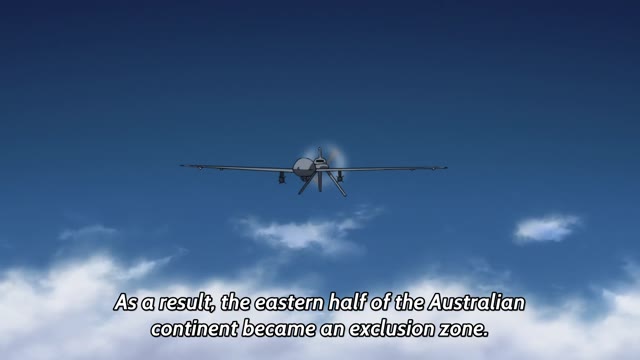 As a result, the eastern half of the Australian
continent became an exclusion zone.